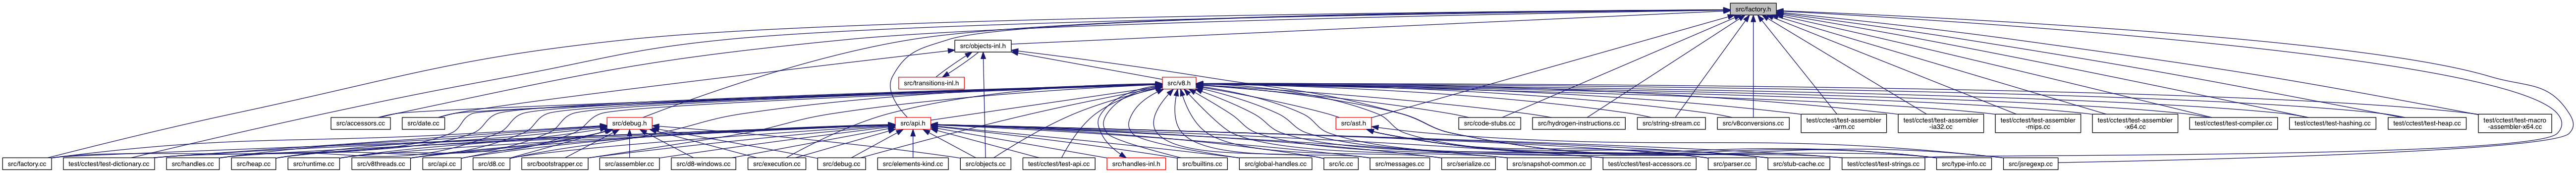 src/factory.h
src/objects-inl.h
src/transitions-inl.h
src/v8.h
src/accessors.cc
src/date.cc
src/debug.h
src/api.h
src/ast.h
src/code-stubs.cc
src/hydrogen-instructions.cc
src/string-stream.cc
src/v8conversions.cc
test/cctest/test-assembler
-arm.cc
test/cctest/test-assembler
-ia32.cc
test/cctest/test-assembler
-mips.cc
test/cctest/test-assembler
-x64.cc
test/cctest/test-compiler.cc
test/cctest/test-hashing.cc
test/cctest/test-heap.cc
test/cctest/test-macro
-assembler-x64.cc
src/factory.cc
test/cctest/test-dictionary.cc
src/handles.cc
src/heap.cc
src/runtime.cc
src/v8threads.cc
src/api.cc
src/d8.cc
src/bootstrapper.cc
src/assembler.cc
src/d8-windows.cc
src/execution.cc
src/debug.cc
src/elements-kind.cc
src/objects.cc
test/cctest/test-api.cc
src/handles-inl.h
src/builtins.cc
src/global-handles.cc
src/ic.cc
src/messages.cc
src/serialize.cc
src/snapshot-common.cc
test/cctest/test-accessors.cc
src/parser.cc
src/stub-cache.cc
test/cctest/test-strings.cc
src/type-info.cc
src/jsregexp.cc